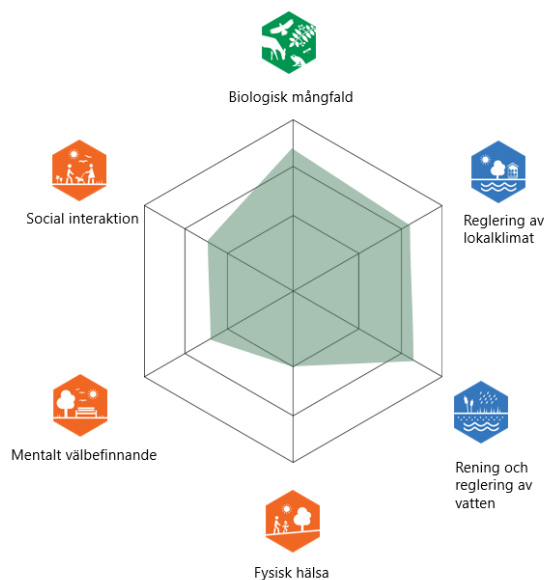 Biologisk mångfald
Social interaktion
Reglering av
lokalklimat
Mentalt välbefinnande
Rening och
reglering av
vatten
Fysisk hälsa